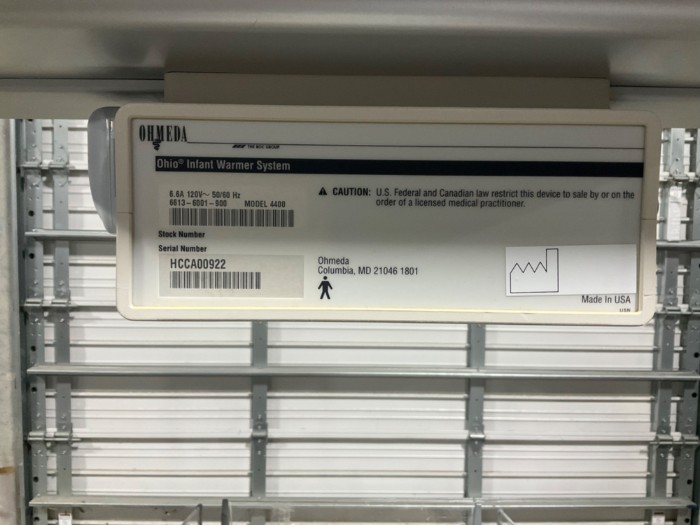 OHMEDA
THE BOC GROUP
Ohio® Infant Warmer System
6.6A 120V~ 50/60 Hz
6613-6001-900 MODEL 4400
Stock Number
Serial Number
HCCA00922
⚠ CAUTION: U.S. Federal and Canadian law restrict this device to sale by or on the
order of a licensed medical practitioner.
Ohmeda
Columbia, MD 21046 1801
Made In USA